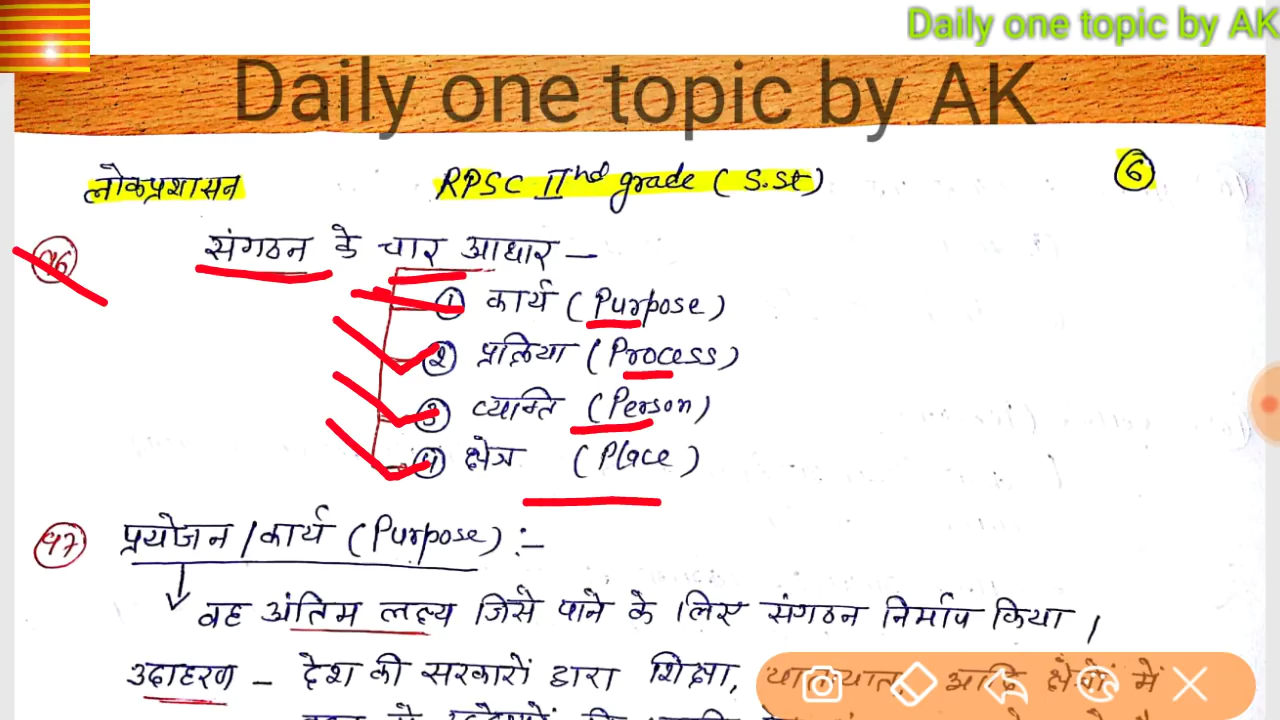 Daily one topic by AK
Daily one topic by AK
लोकप्रशासन RPSC IInd grade ( S.st) 6
संगठन के चार आधार —
① कार्य ( Purpose )
② प्रक्रिया ( Process )
③ व्यक्ति ( Person )
④ क्षेत्र ( Place )
97 प्रयोजन / कार्य ( Purpose ) :-
वह अंतिम लक्ष्य जिसे पाने के लिए संगठन निर्माण किया ।
उदाहरण — देश की सरकारों द्वारा शिक्षा, यातायात, आदि क्षेत्रों में